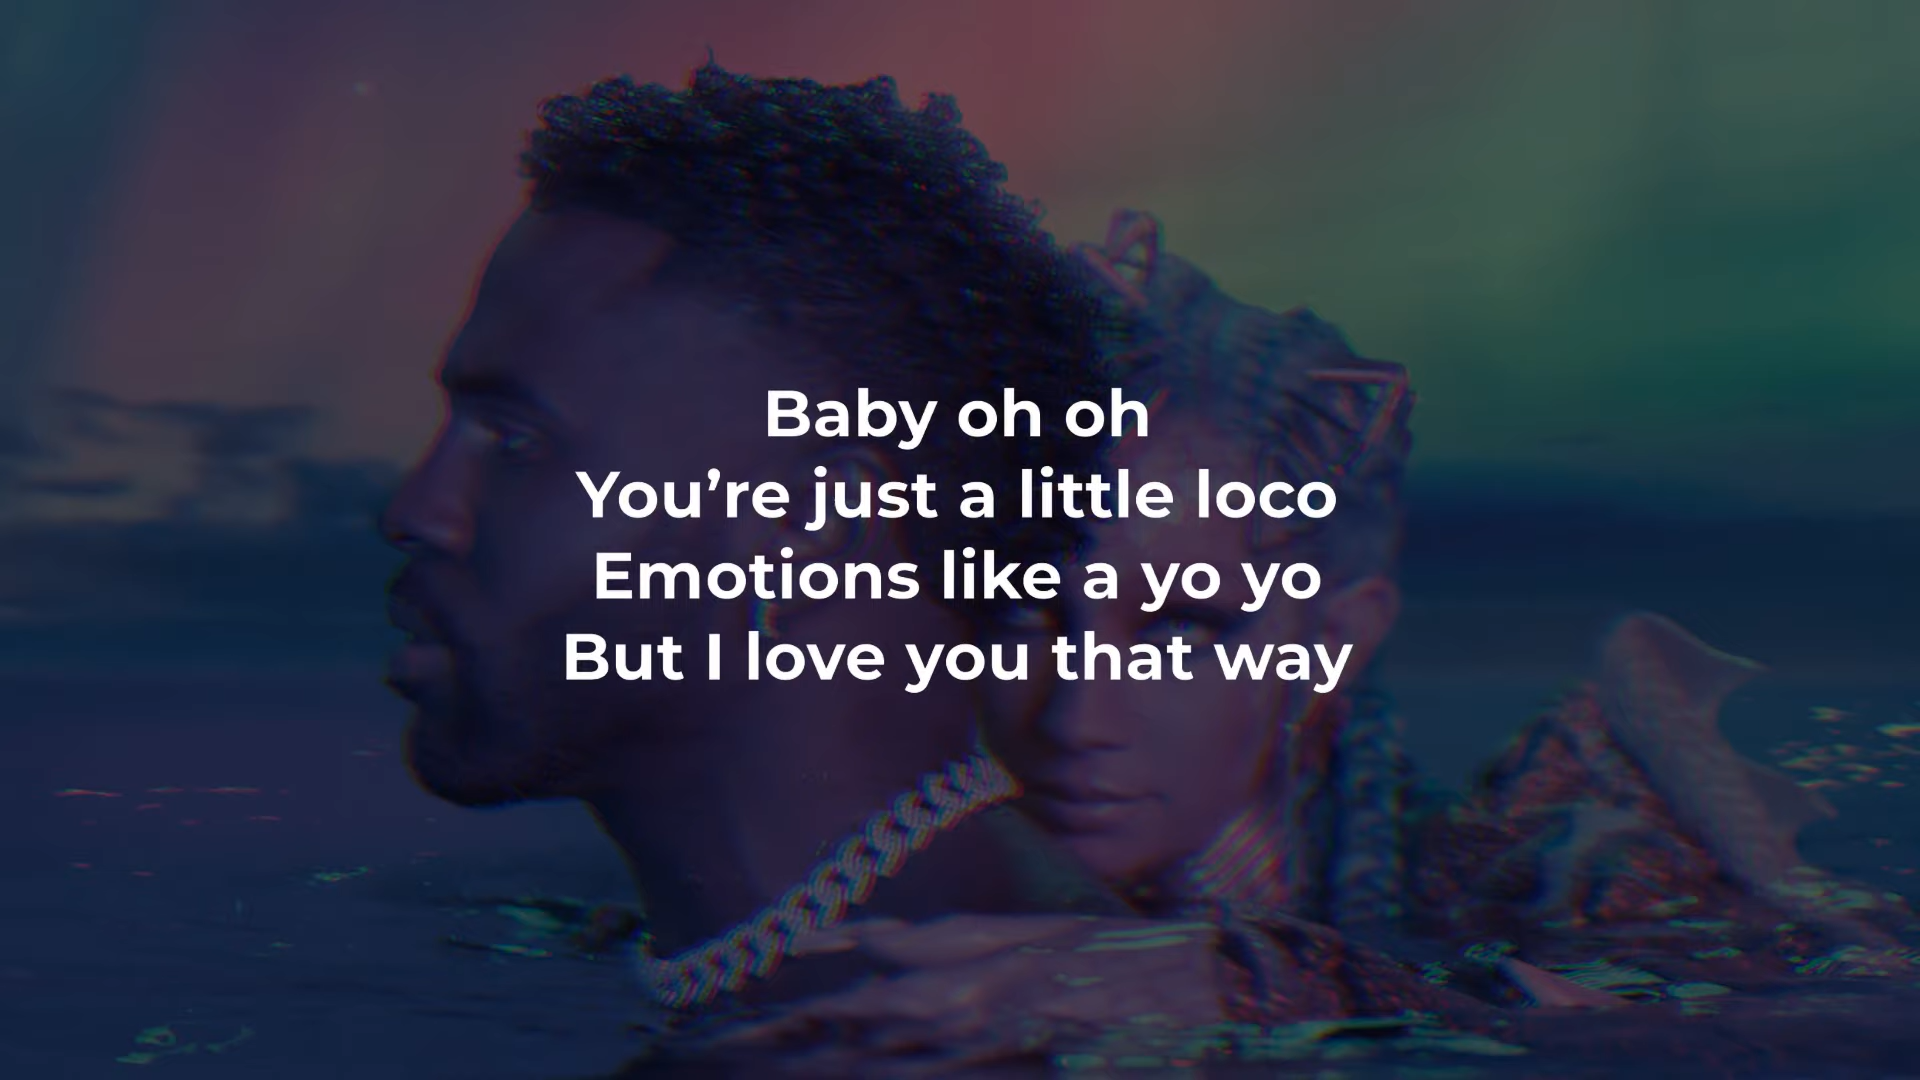 Baby oh oh
You’re just a little loco
Emotions like a yo yo
But I love you that way